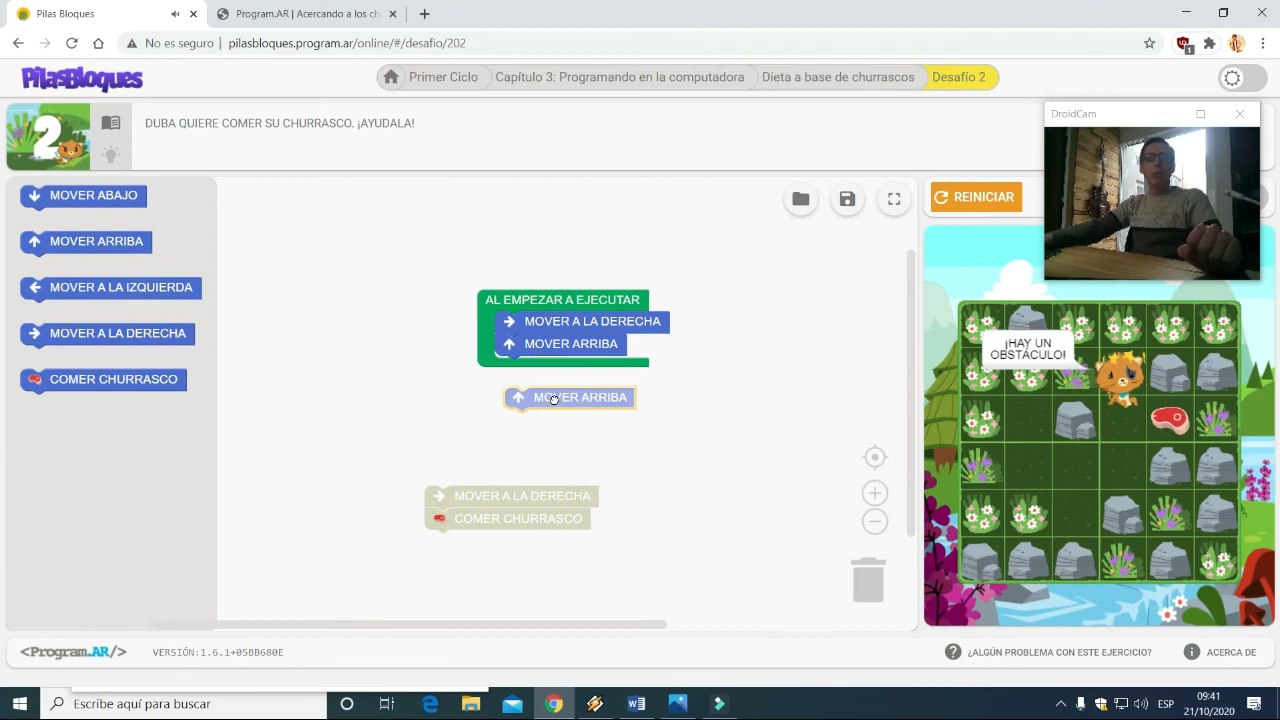 Pilas Bloques
Program.AR | Acercando a los ch
No es seguro | pilasbloques.program.ar/online/#/desafio/202
1
PilasBloques
Primer Ciclo
Capítulo 3: Programando en la computadora
Dieta a base de churrascos
Desafío 2
2
DUBA QUIERE COMER SU CHURRASCO. ¡AYUDALA!
DroidCam
MOVER ABAJO
MOVER ARRIBA
MOVER A LA IZQUIERDA
MOVER A LA DERECHA
COMER CHURRASCO
AL EMPEZAR A EJECUTAR
MOVER A LA DERECHA
MOVER ARRIBA
MOVER ARRIBA
MOVER A LA DERECHA
COMER CHURRASCO
REINICIAR
¡HAY UN
OBSTÁCULO!
<Program.AR/>
VERSIÓN:1.6.1+05BB680E
¿ALGÚN PROBLEMA CON ESTE EJERCICIO?
ACERCA DE
Escribe aquí para buscar
ESP
09:41
21/10/2020